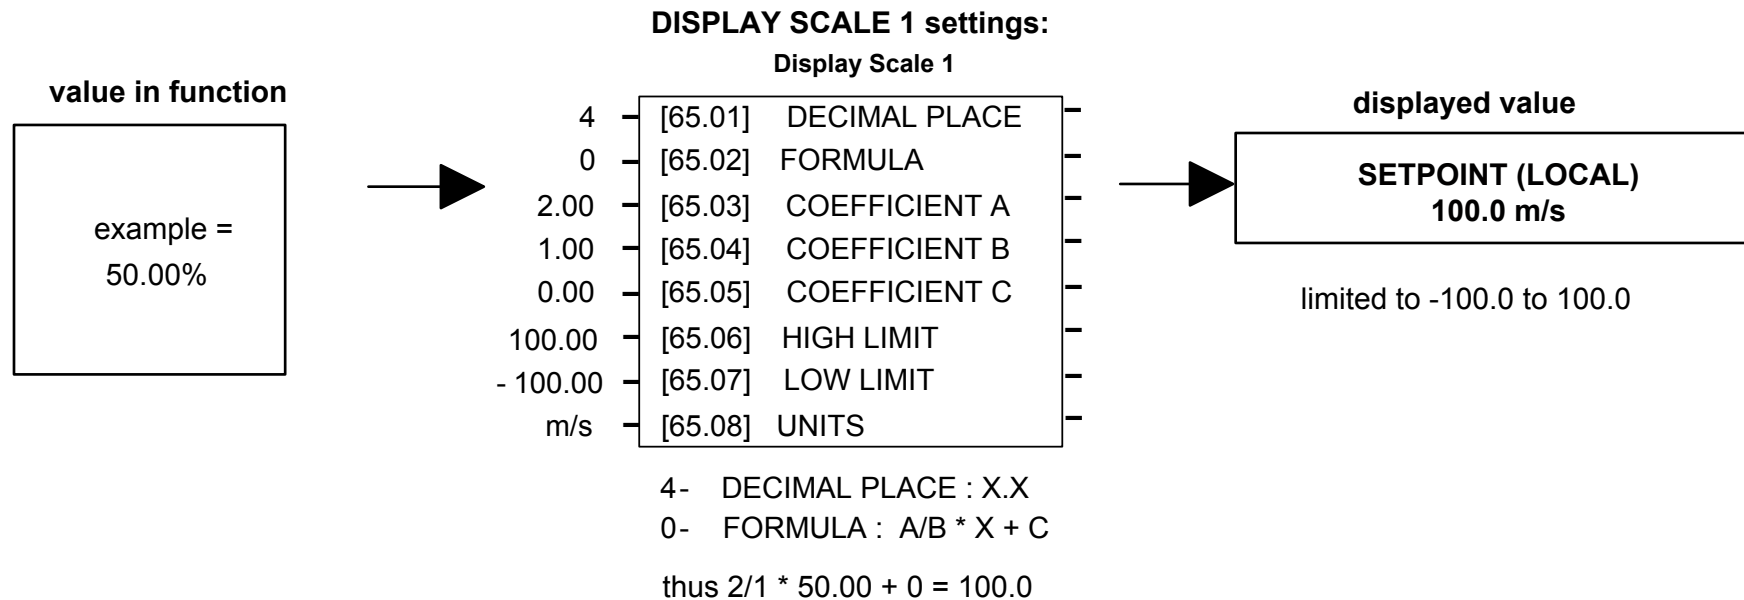 DISPLAY SCALE 1 settings:
Display Scale 1
value in function
example =
50.00%
4 [65.01] DECIMAL PLACE
0 [65.02] FORMULA
2.00 [65.03] COEFFICIENT A
1.00 [65.04] COEFFICIENT B
0.00 [65.05] COEFFICIENT C
100.00 [65.06] HIGH LIMIT
- 100.00 [65.07] LOW LIMIT
m/s [65.08] UNITS
4- DECIMAL PLACE : X.X
0- FORMULA : A/B * X + C
thus 2/1 * 50.00 + 0 = 100.0
displayed value
SETPOINT (LOCAL)
100.0 m/s
limited to -100.0 to 100.0